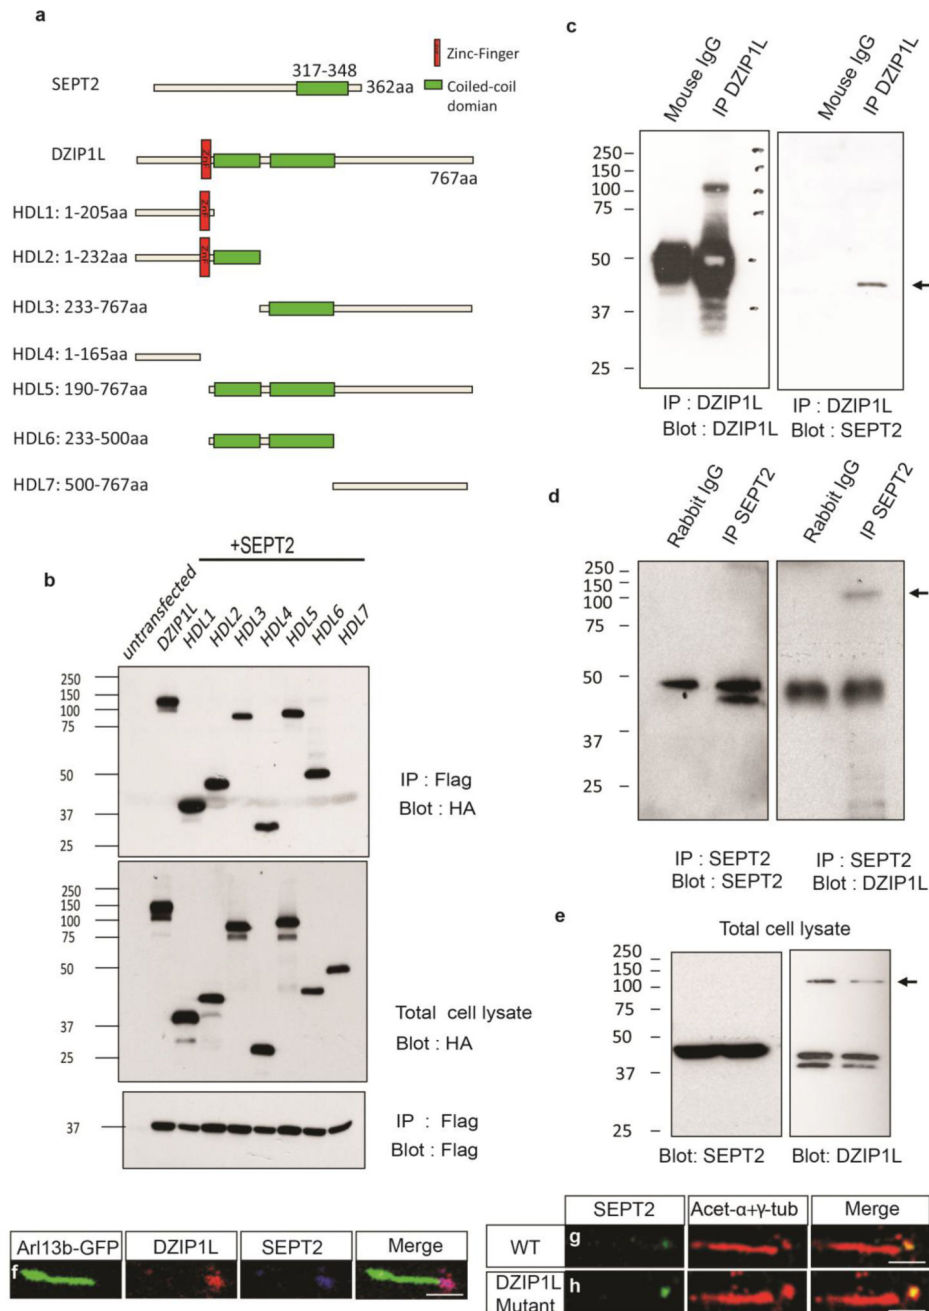 a
Zinc-Finger
317-348
SEPT2
362aa
Coiled-coil
domian
DZIP1L
ZnF
767aa
HDL1: 1-205aa
ZnF
HDL2: 1-232aa
ZnF
HDL3: 233-767aa
HDL4: 1-165aa
HDL5: 190-767aa
HDL6: 233-500aa
HDL7: 500-767aa
b
+SEPT2
untransfected
DZIP1L
HDL1
HDL2
HDL3
HDL4
HDL5
HDL6
HDL7
250
150
100
75
50
37
25
IP : Flag
Blot : HA
250
150
100
75
50
37
25
Total cell lysate
Blot : HA
37
IP : Flag
Blot : Flag
c
Mouse IgG
IP DZIP1L
Mouse IgG
IP DZIP1L
250
150
100
75
50
37
25
IP : DZIP1L
Blot : DZIP1L
IP : DZIP1L
Blot : SEPT2
d
Rabbit IgG
IP SEPT2
Rabbit IgG
IP SEPT2
250
150
100
75
50
37
25
IP : SEPT2
Blot : SEPT2
IP : SEPT2
Blot : DZIP1L
e
Total cell lysate
250
150
100
75
50
37
25
Blot: SEPT2
Blot: DZIP1L
Arl13b-GFP
DZIP1L
SEPT2
Merge
f
SEPT2
Acet-α+γ-tub
Merge
WT
g
DZIP1L
Mutant
h